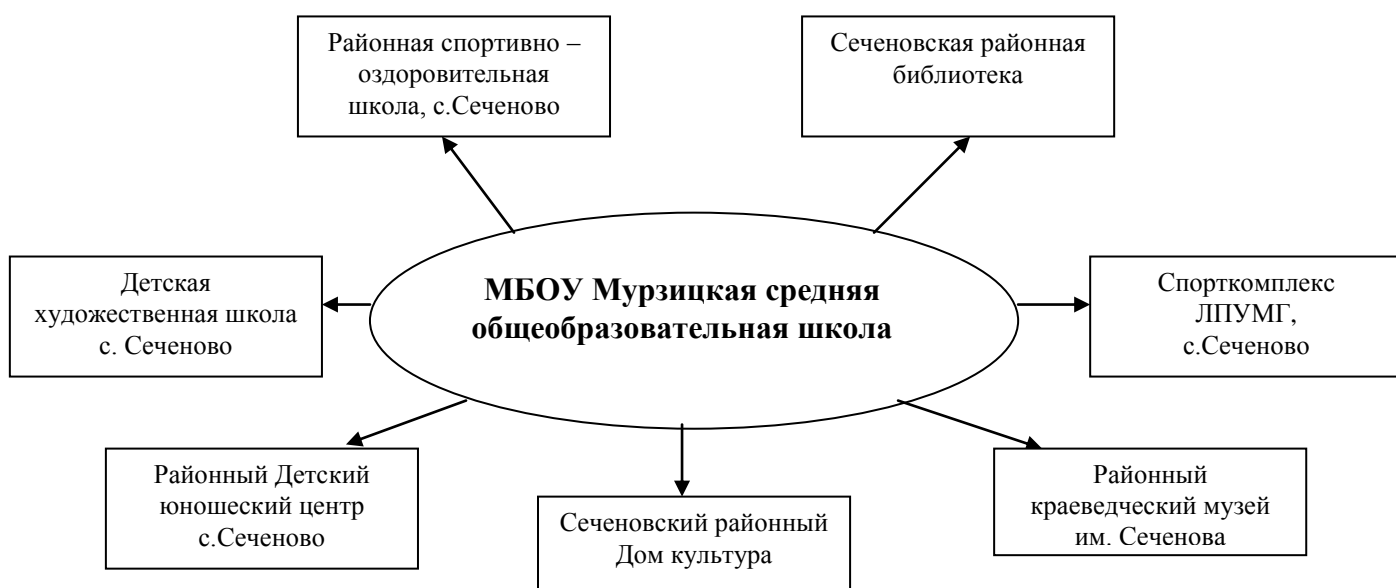 Районная спортивно –
оздоровительная
школа, с.Сеченово
Сеченовская районная
библиотека
МБОУ Мурзицкая средняя
общеобразовательная школа
Детская
художественная школа
с. Сеченово
Спорткомплекс
ЛПУМГ,
с.Сеченово
Районный Детский
юношеский центр
с.Сеченово
Сеченовский районный
Дом культура
Районный
краеведческий музей
им. Сеченова